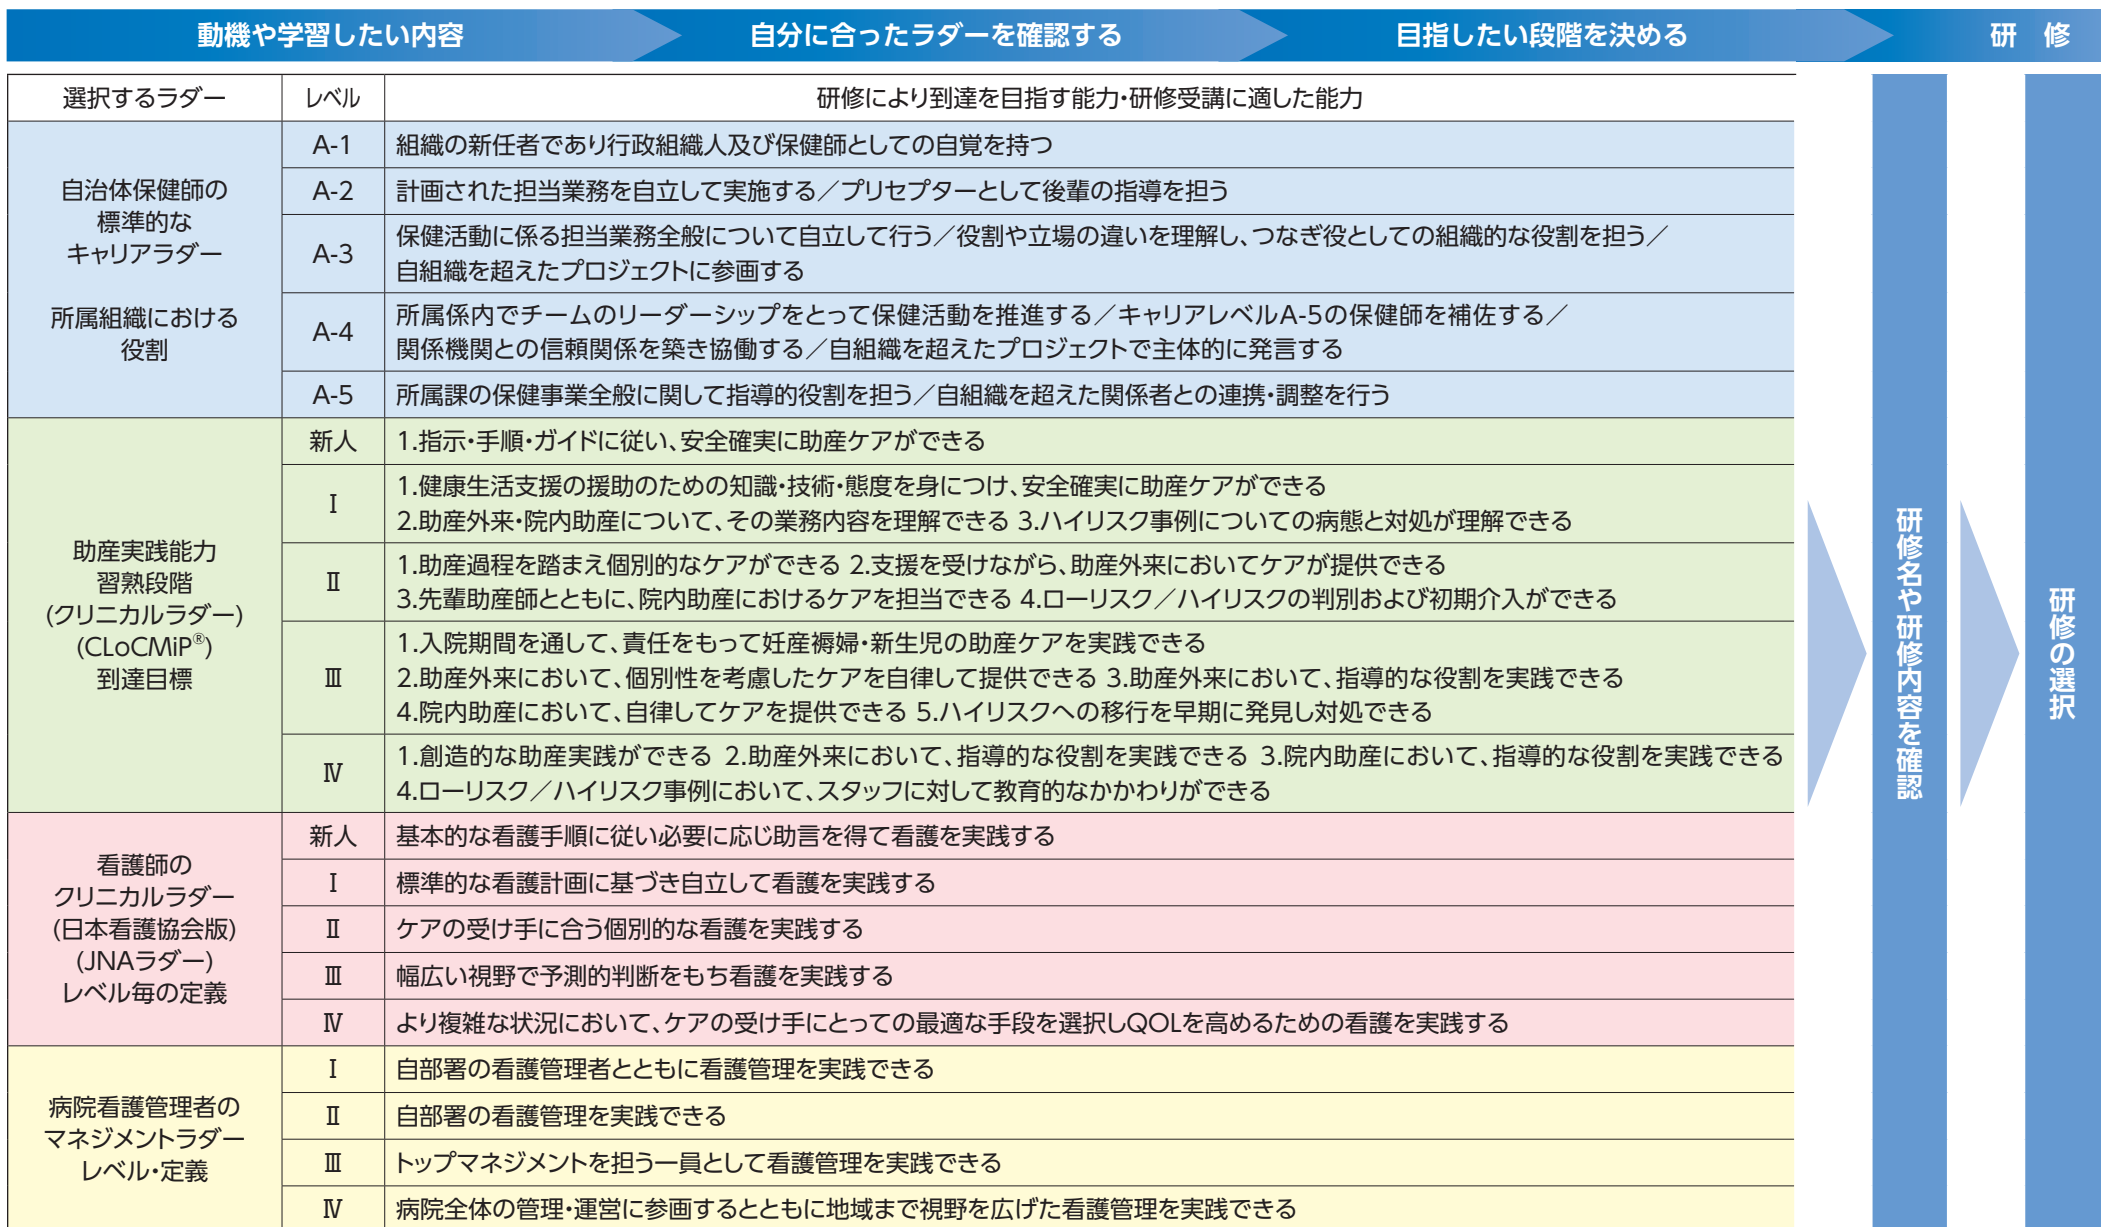 動機や学習したい内容
自分に合ったラダーを確認する
目指したい段階を決める
研　修
選択するラダー
レベル
研修により到達を目指す能力・研修受講に適した能力
自治体保健師の
標準的な
キャリアラダー
所属組織における
役割
A-1
組織の新任者であり行政組織人及び保健師としての自覚を持つ
A-2
計画された担当業務を自立して実施する／プリセプターとして後輩の指導を担う
A-3
保健活動に係る担当業務全般について自立して行う／役割や立場の違いを理解し、つなぎ役としての組織的な役割を担う／
自組織を超えたプロジェクトに参画する
A-4
所属係内でチームのリーダーシップをとって保健活動を推進する／キャリアレベルA-5の保健師を補佐する／
関係機関との信頼関係を築き協働する／自組織を超えたプロジェクトで主体的に発言する
A-5
所属課の保健事業全般に関して指導的役割を担う／自組織を超えた関係者との連携・調整を行う
助産実践能力
習熟段階
(クリニカルラダー)
(CLoCMiP®)
到達目標
新人
1.指示・手順・ガイドに従い、安全確実に助産ケアができる
Ⅰ
1.健康生活支援の援助のための知識・技術・態度を身につけ、安全確実に助産ケアができる
2.助産外来・院内助産について、その業務内容を理解できる 3.ハイリスク事例についての病態と対処が理解できる
Ⅱ
1.助産過程を踏まえ個別的なケアができる 2.支援を受けながら、助産外来においてケアが提供できる
3.先輩助産師とともに、院内助産におけるケアを担当できる 4.ローリスク／ハイリスクの判別および初期介入ができる
Ⅲ
1.入院期間を通して、責任をもって妊産褥婦・新生児の助産ケアを実践できる
2.助産外来において、個別性を考慮したケアを自律して提供できる 3.助産外来において、指導的な役割を実践できる
4.院内助産において、自律してケアを提供できる 5.ハイリスクへの移行を早期に発見し対処できる
Ⅳ
1.創造的な助産実践ができる 2.助産外来において、指導的な役割を実践できる 3.院内助産において、指導的な役割を実践できる
4.ローリスク／ハイリスク事例において、スタッフに対して教育的なかかわりができる
看護師の
クリニカルラダー
(日本看護協会版)
(JNAラダー)
レベル毎の定義
新人
基本的な看護手順に従い必要に応じ助言を得て看護を実践する
Ⅰ
標準的な看護計画に基づき自立して看護を実践する
Ⅱ
ケアの受け手に合う個別的な看護を実践する
Ⅲ
幅広い視野で予測的判断をもち看護を実践する
Ⅳ
より複雑な状況において、ケアの受け手にとっての最適な手段を選択しQOLを高めるための看護を実践する
病院看護管理者の
マネジメントラダー
レベル・定義
Ⅰ
自部署の看護管理者とともに看護管理を実践できる
Ⅱ
自部署の看護管理を実践できる
Ⅲ
トップマネジメントを担う一員として看護管理を実践できる
Ⅳ
病院全体の管理・運営に参画するとともに地域まで視野を広げた看護管理を実践できる
研修名や研修内容を確認
研修の選択